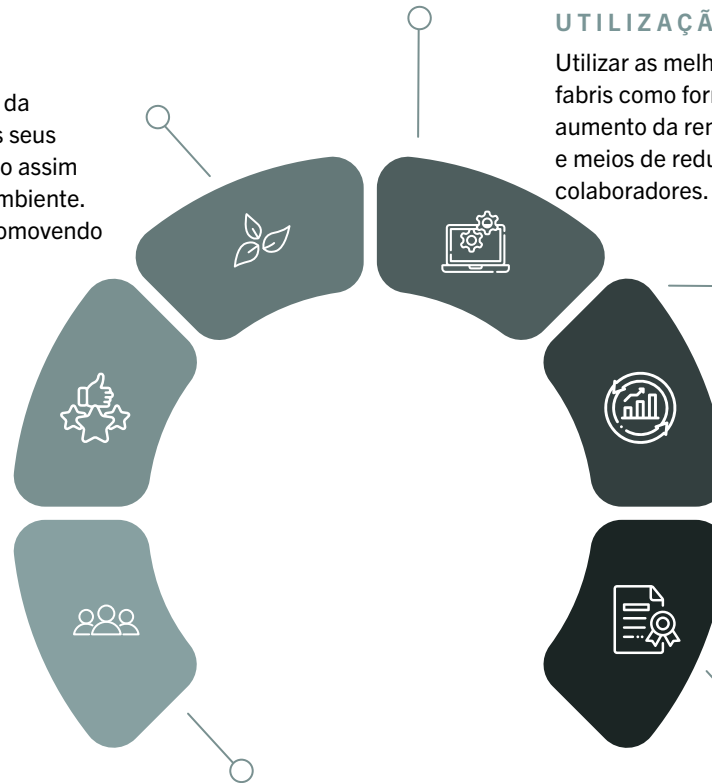 da
s seus
o assim
mbiente.
omovendo
UTILIZAÇÃ
Utilizar as melh
fabris como for
aumento da ren
e meios de redu
colaboradores.